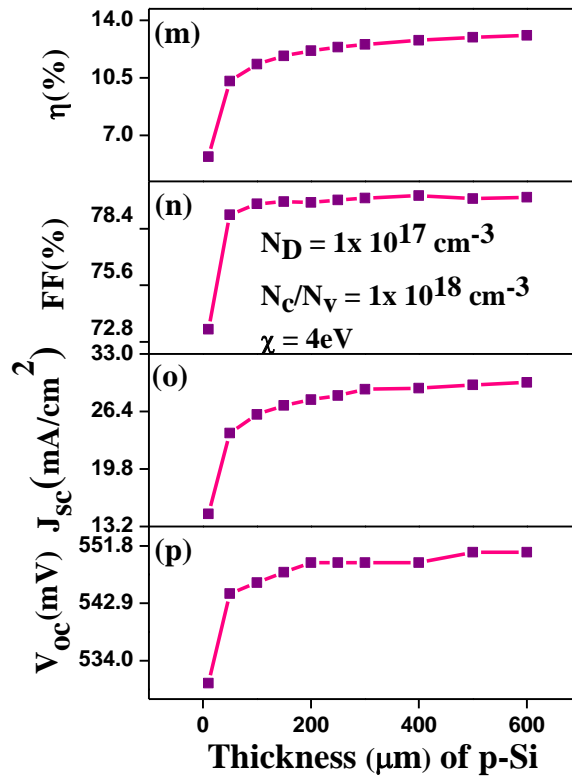 (m)
14.0
10.5
7.0
η(%)
(n)
78.4
75.6
72.8
FF(%)
N_D = 1x 10^17 cm^-3
N_c/N_v = 1x 10^18 cm^-3
χ = 4eV
(o)
33.0
26.4
19.8
13.2
J_sc(mA/cm^2)
(p)
551.8
542.9
534.0
V_oc(mV)
0 200 400 600
Thickness (μm) of p-Si